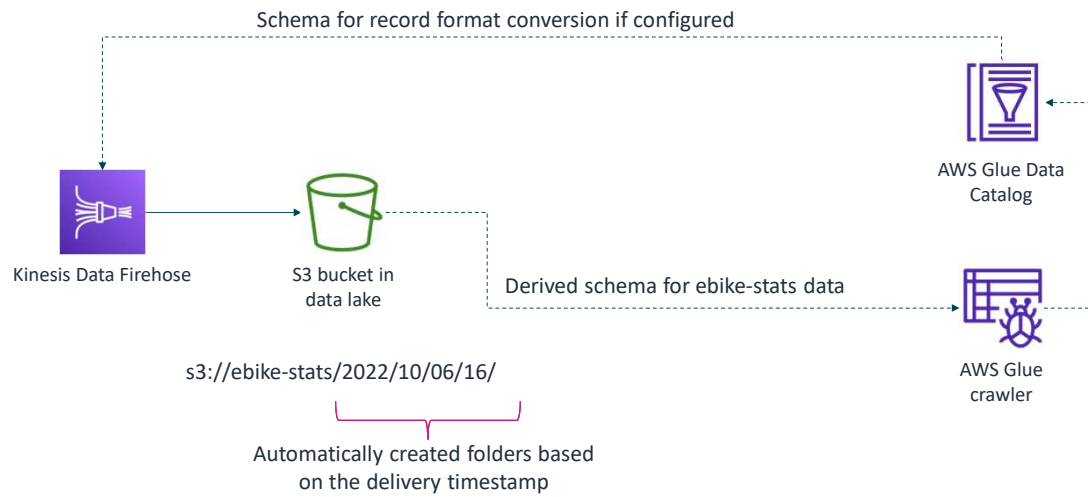 Schema for record format conversion if configured
AWS Glue Data
Catalog
Kinesis Data Firehose
S3 bucket in
data lake
Derived schema for ebike-stats data
AWS Glue
crawler
s3://ebike-stats/2022/10/06/16/
Automatically created folders based
on the delivery timestamp